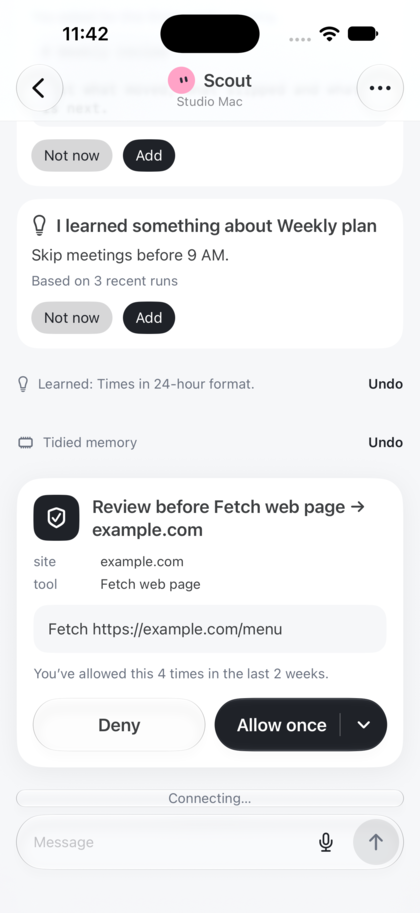 11:42
Scout
Studio Mac
next.
Not now
Add
I learned something about Weekly plan
Skip meetings before 9 AM.
Based on 3 recent runs
Not now
Add
Learned: Times in 24-hour format.
Undo
Tidied memory
Undo
Review before Fetch web page →
example.com
site example.com
tool Fetch web page
Fetch https://example.com/menu
You’ve allowed this 4 times in the last 2 weeks.
Deny
Allow once
Connecting...
Message